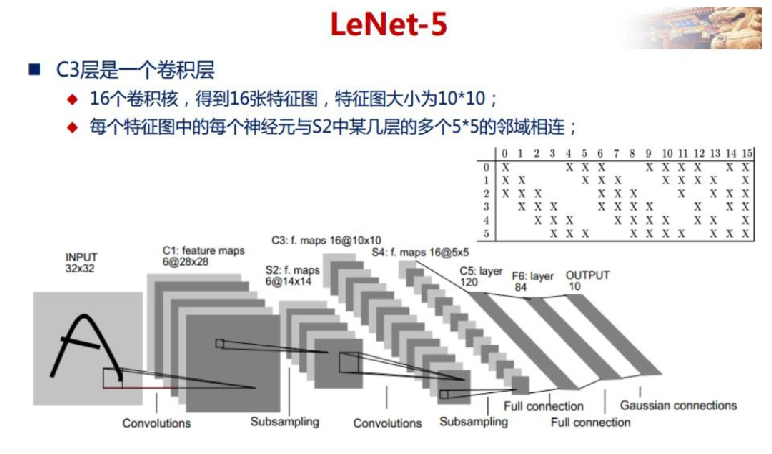 LeNet-5
C3层是一个卷积层
16个卷积核，得到16张特征图，特征图大小为10*10；
每个特征图中的每个神经元与S2中某几层的多个5*5的邻域相连；
0 1 2 3 4 5 6 7 8 9 10 11 12 13 14 15
0 X X X X X X X X X X
1 X X X X X X X X X X
2 X X X X X X X X X X
3 X X X X X X X X X X
4 X X X X X X X X X X
5 X X X X X X X X X X
INPUT
32x32
C1: feature maps
6@28x28
S2: f. maps
6@14x14
C3: f. maps 16@10x10
S4: f. maps 16@5x5
C5: layer
120
F6: layer
84
OUTPUT
10
Convolutions
Subsampling
Convolutions
Subsampling
Full connection
Full connection
Gaussian connections